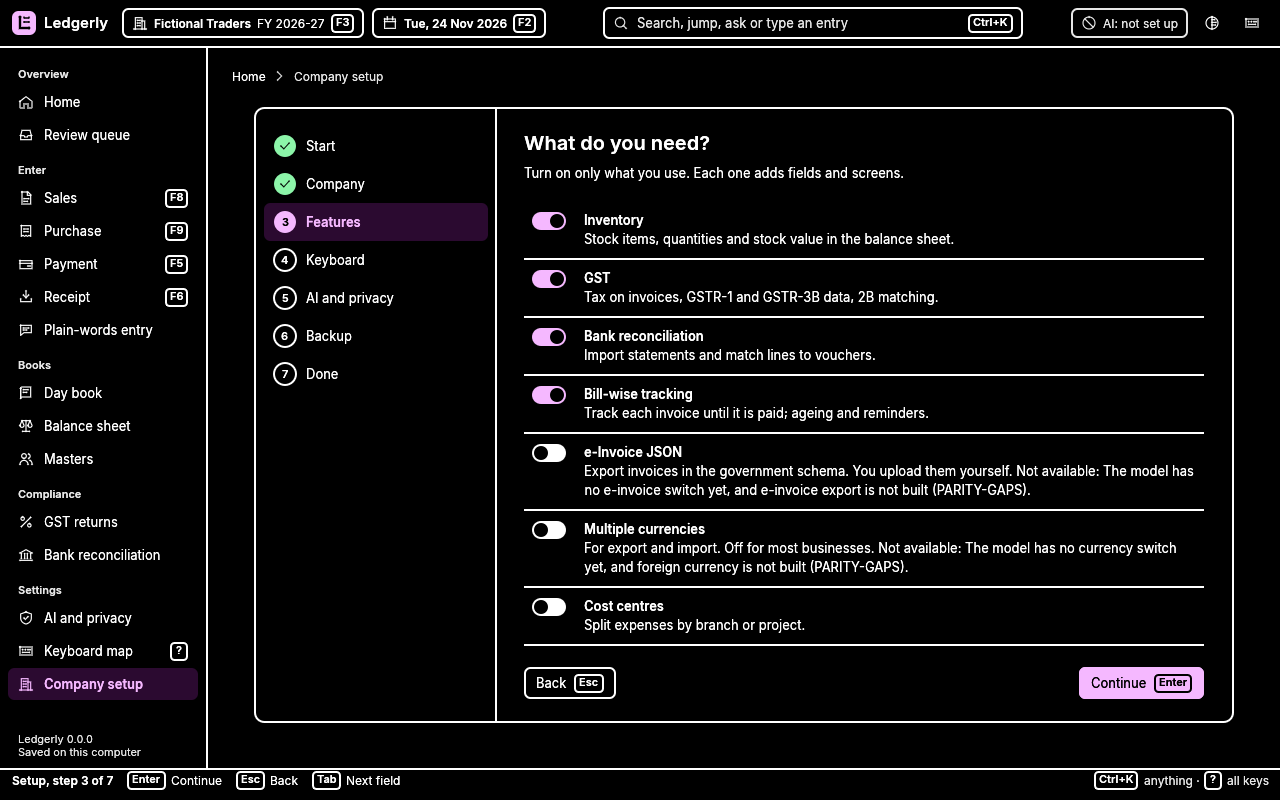 Ledgerly
Fictional Traders FY 2026-27 F3
Tue, 24 Nov 2026 F2
Search, jump, ask or type an entry Ctrl+K
AI: not set up
Overview
Home
Review queue
Enter
Sales F8
Purchase F9
Payment F5
Receipt F6
Plain-words entry
Books
Day book
Balance sheet
Masters
Compliance
GST returns
Bank reconciliation
Settings
AI and privacy
Keyboard map ?
Company setup
Ledgerly 0.0.0
Saved on this computer
Home > Company setup
Start
Company
3 Features
4 Keyboard
5 AI and privacy
6 Backup
7 Done
What do you need?
Turn on only what you use. Each one adds fields and screens.
Inventory
Stock items, quantities and stock value in the balance sheet.
GST
Tax on invoices, GSTR-1 and GSTR-3B data, 2B matching.
Bank reconciliation
Import statements and match lines to vouchers.
Bill-wise tracking
Track each invoice until it is paid; ageing and reminders.
e-Invoice JSON
Export invoices in the government schema. You upload them yourself. Not available: The model has
no e-invoice switch yet, and e-invoice export is not built (PARITY-GAPS).
Multiple currencies
For export and import. Off for most businesses. Not available: The model has no currency switch
yet, and foreign currency is not built (PARITY-GAPS).
Cost centres
Split expenses by branch or project.
Back Esc
Continue Enter
Setup, step 3 of 7 Enter Continue Esc Back Tab Next field
Ctrl+K anything · ? all keys